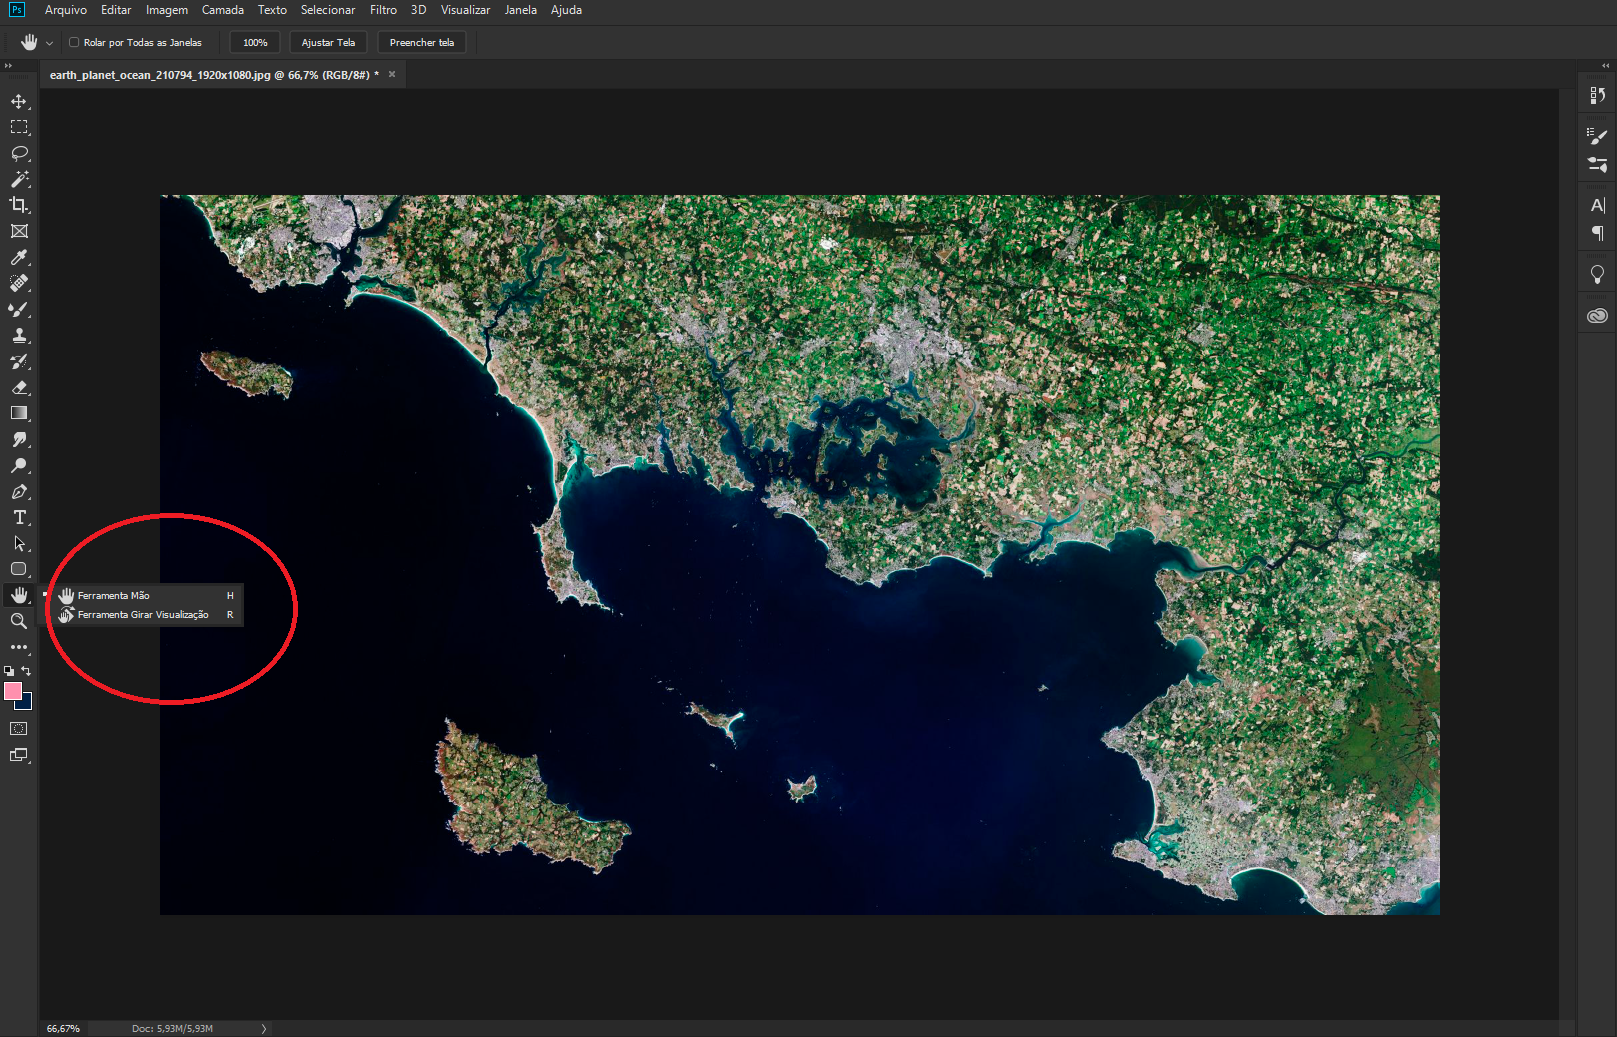 Ps Arquivo Editar Imagem Camada Texto Selecionar Filtro 3D Visualizar Janela Ajuda
Rolar por Todas as Janelas 100% Ajustar Tela Preencher tela
earth_planet_ocean_210794_1920x1080.jpg @ 66,7% (RGB/8#) *
Ferramenta Mão H
Ferramenta Girar Visualização R
66,67% Doc: 5,93M/5,93M